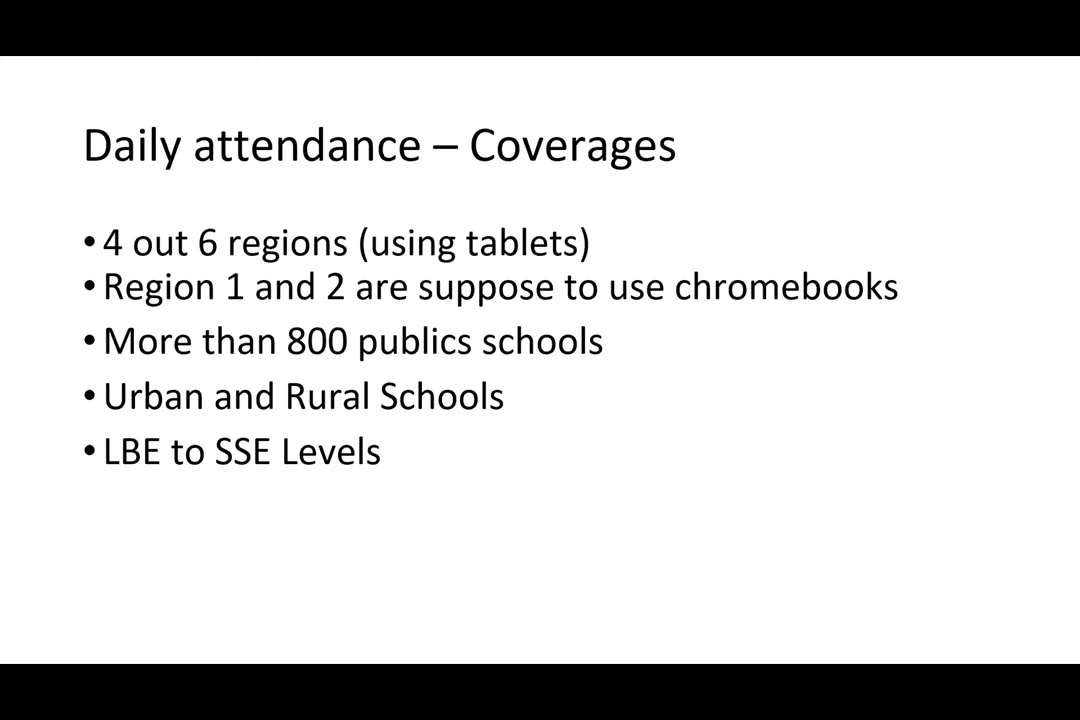 Daily attendance – Coverages
• 4 out 6 regions (using tablets)
• Region 1 and 2 are suppose to use chromebooks
• More than 800 publics schools
• Urban and Rural Schools
• LBE to SSE Levels